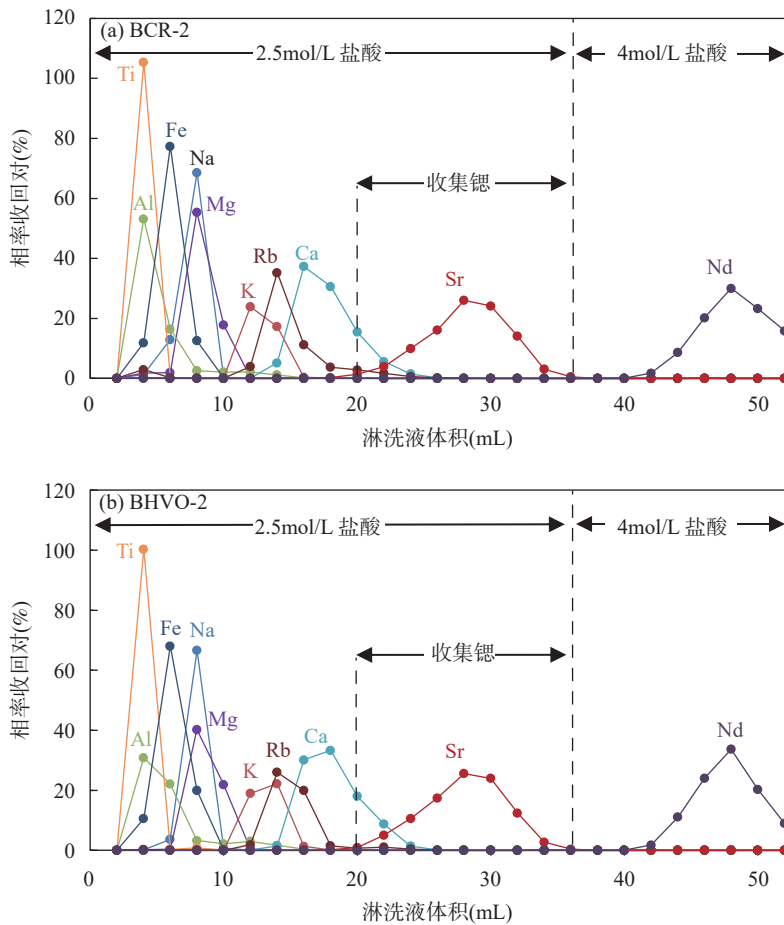 120
(a) BCR-2
2.5mol/L 盐酸
4mol/L 盐酸
100
Ti
Fe
80
Na
收集锶
60
Al
Mg
相率收回对(%)
40
Rb
Ca
K
Sr
Nd
20
0
0 10 20 30 40 50
淋洗液体积(mL)
120
(b) BHVO-2
2.5mol/L 盐酸
4mol/L 盐酸
100
Ti
80
Fe
Na
收集锶
60
相率收回对(%)
Mg
40
Al
Rb
Ca
K
Sr
Nd
20
0
0 10 20 30 40 50
淋洗液体积(mL)